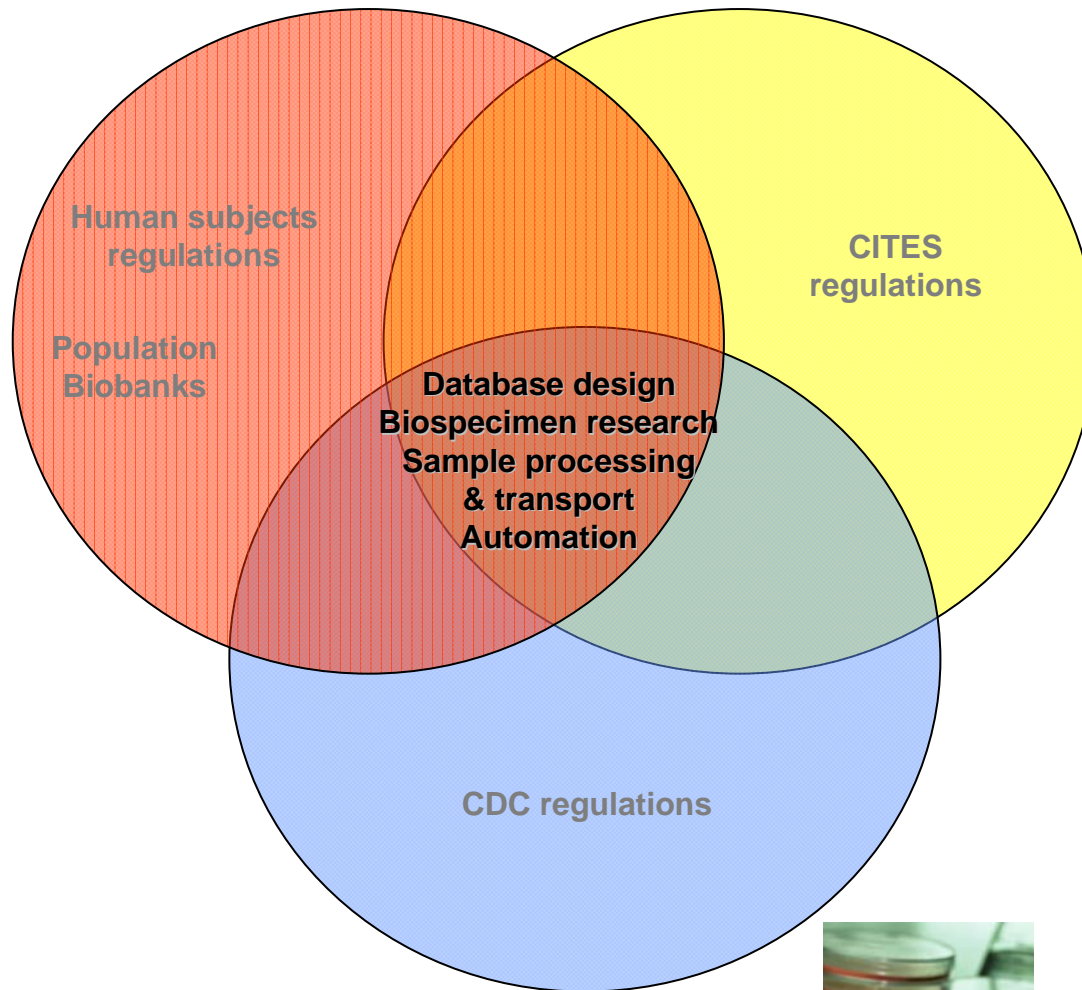 Human subjects
regulations
Population
Biobanks
CITES
regulations
Database design
Biospecimen research
Sample processing
& transport
Automation
CDC regulations